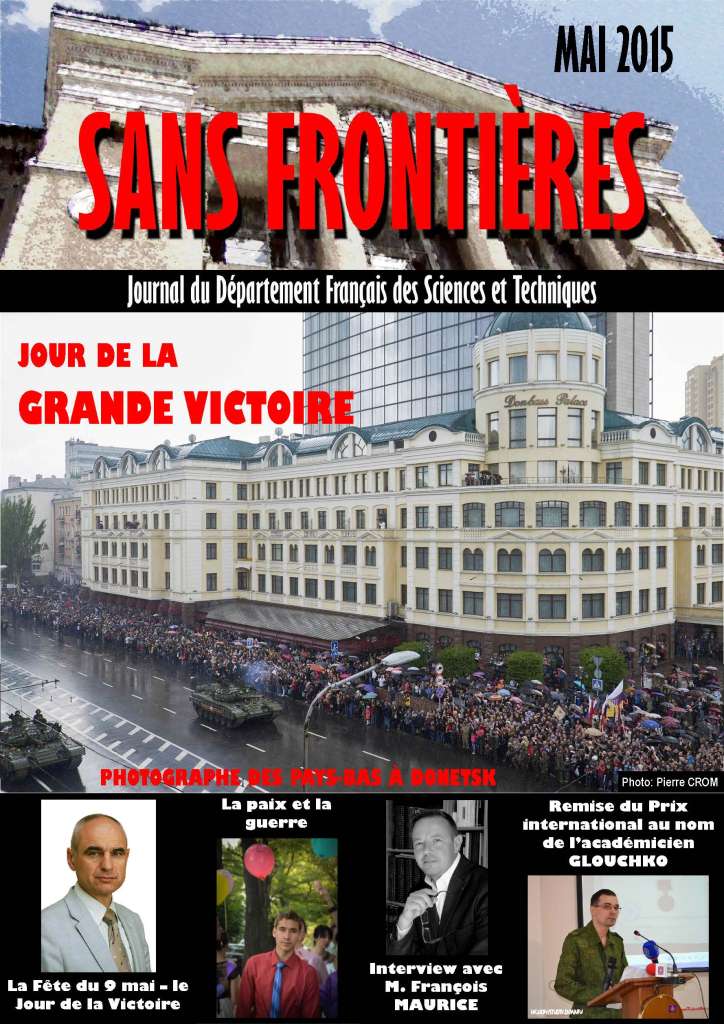 MAI 2015
SANS FRONTIÈRES
Journal du Département Français des Sciences et Techniques
JOUR DE LA
GRANDE VICTOIRE
Donbass Palace
PHOTOGRAPHE DES PAYS-BAS À DONETSK
Photo: Pierre CROM
La Fête du 9 mai – le
Jour de la Victoire
La paix et la
guerre
Interview avec
M. François
MAURICE
Remise du Prix
international au nom
de l'académicien
GLOUCHKO